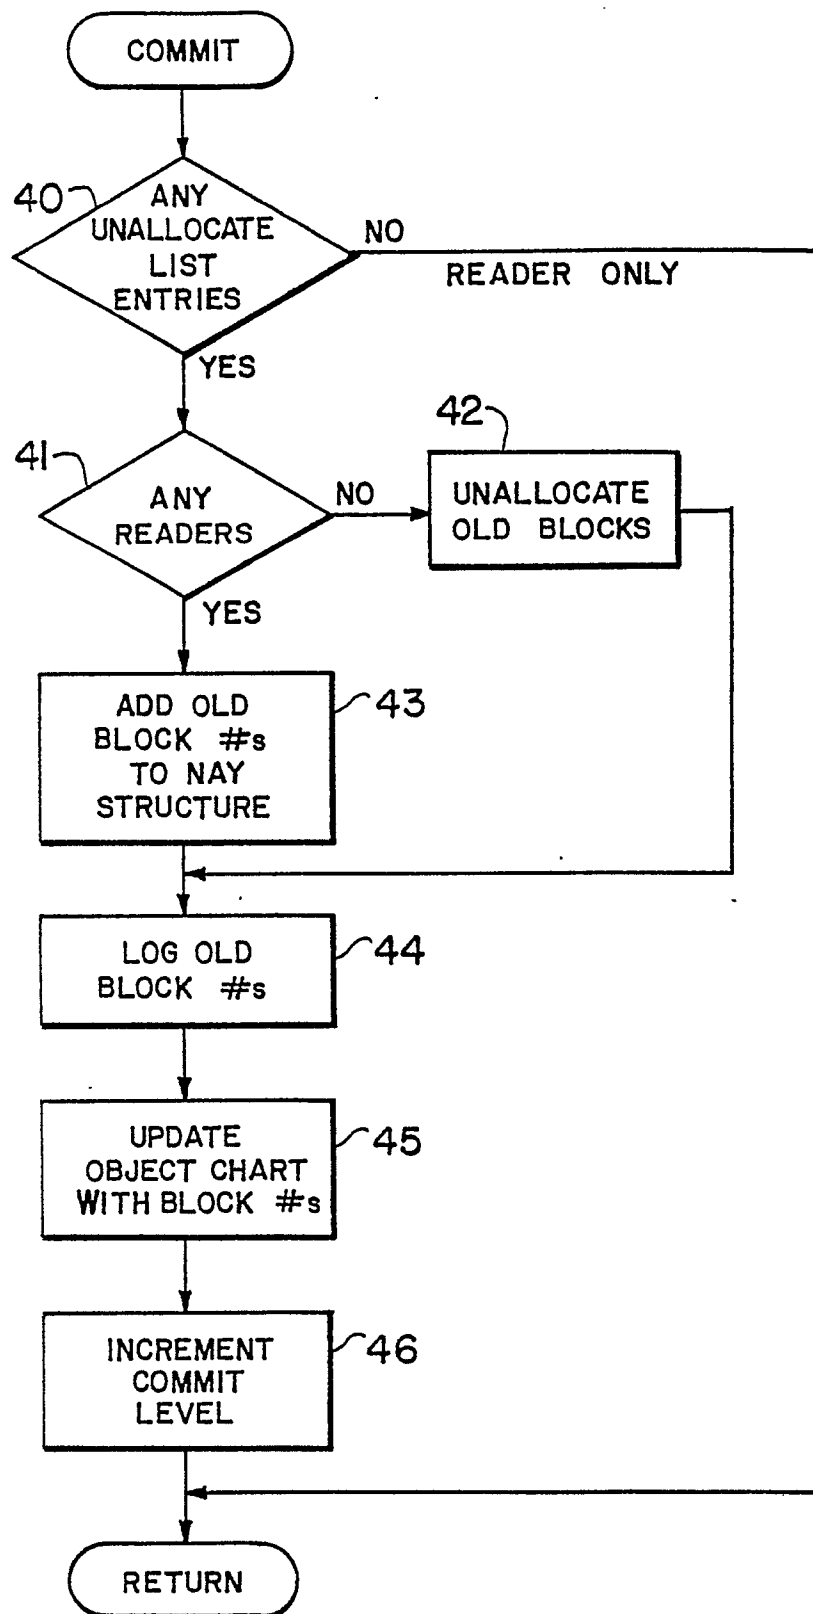 COMMIT
40
ANY
UNALLOCATE
LIST
ENTRIES
NO
READER ONLY
YES
41
ANY
READERS
NO
42
UNALLOCATE
OLD BLOCKS
YES
43
ADD OLD
BLOCK #s
TO NAY
STRUCTURE
44
LOG OLD
BLOCK #s
45
UPDATE
OBJECT CHART
WITH BLOCK #s
46
INCREMENT
COMMIT
LEVEL
RETURN